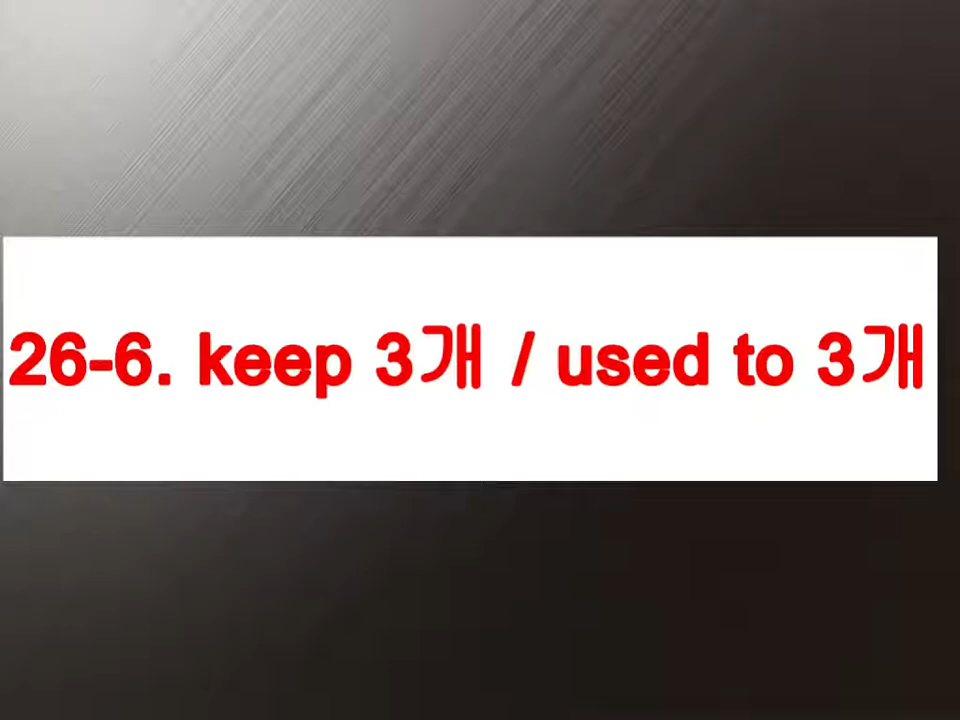 26-6. keep 3개 / used to 3개